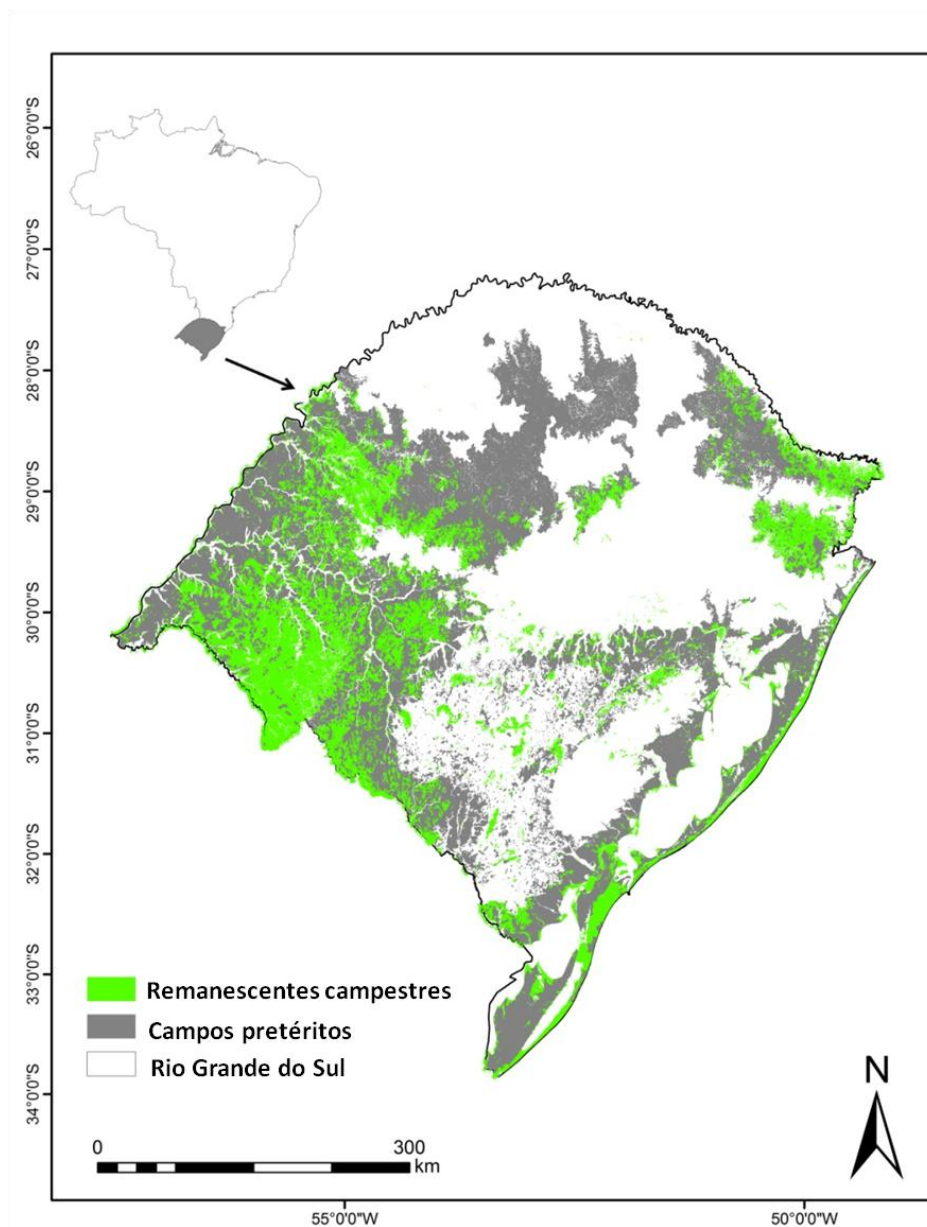 26°0'0"S
27°0'0"S
28°0'0"S
29°0'0"S
30°0'0"S
31°0'0"S
32°0'0"S
33°0'0"S
34°0'0"S
Remanescentes campestres
Campos pretéritos
Rio Grande do Sul
N
0 300
km
55°0'0"W 50°0'0"W